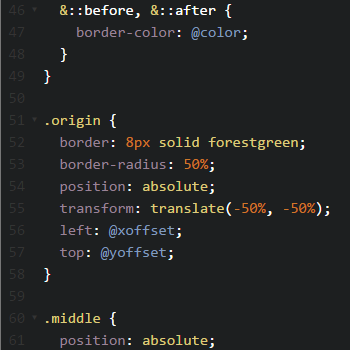 46 &::before, &::after {
47 border-color: @color;
48 }
49 }
50
51 .origin {
52 border: 8px solid forestgreen;
53 border-radius: 50%;
54 position: absolute;
55 transform: translate(-50%, -50%);
56 left: @xoffset;
57 top: @yoffset;
58 }
59
60 .middle {
61 position: absolute;